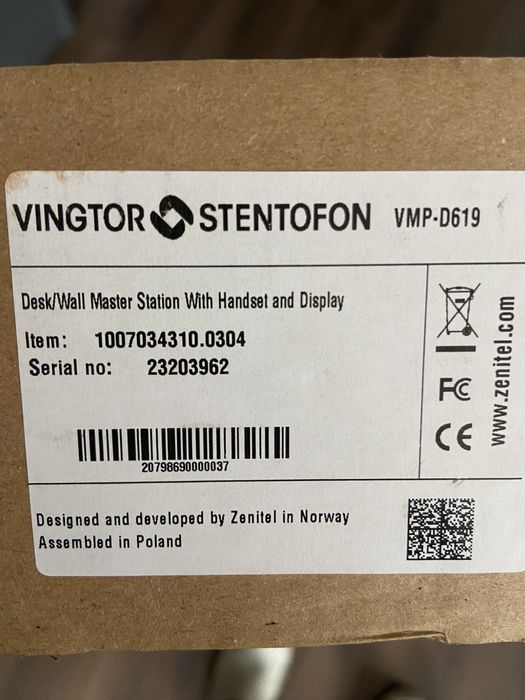 VINGTOR STENTOFON VMP-D619
Desk/Wall Master Station With Handset and Display
Item: 1007034310.0304
Serial no: 23203962
20798690000037
FC
CE
www.zenitel.com
Designed and developed by Zenitel in Norway
Assembled in Poland